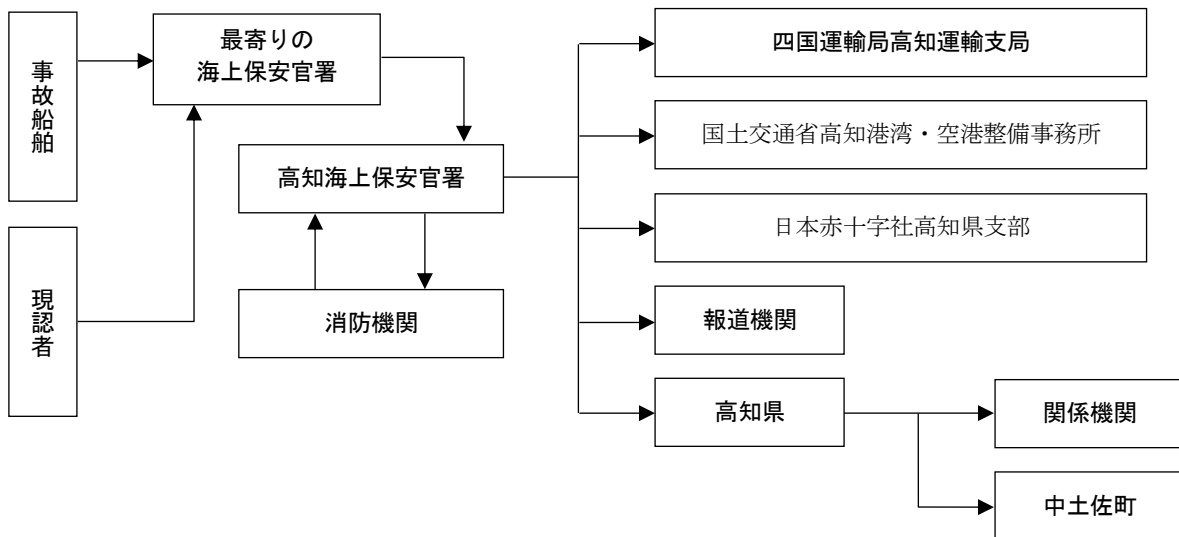 事故船舶
最寄りの
海上保安官署
四国運輸局高知運輸支局
国土交通省高知港湾・空港整備事務所
高知海上保安官署
日本赤十字社高知県支部
現認者
消防機関
報道機関
高知県
関係機関
中土佐町